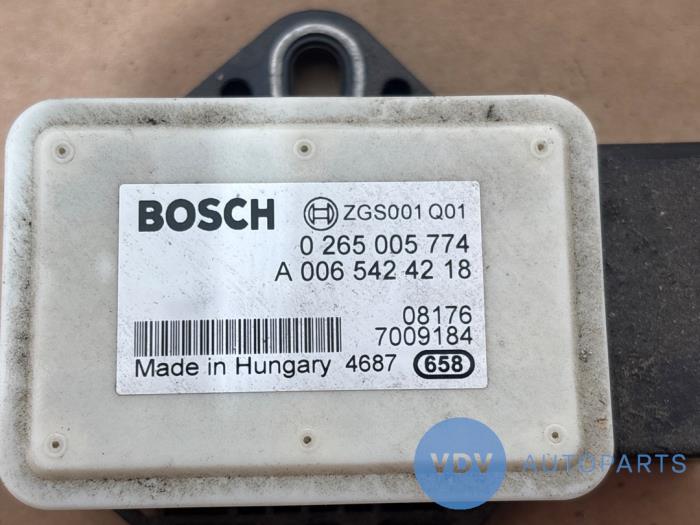 BOSCH ZGS001 Q01
0 265 005 774
A 006 542 42 18
08176
7009184
Made in Hungary 4687 658
VDV AUTOPARTS